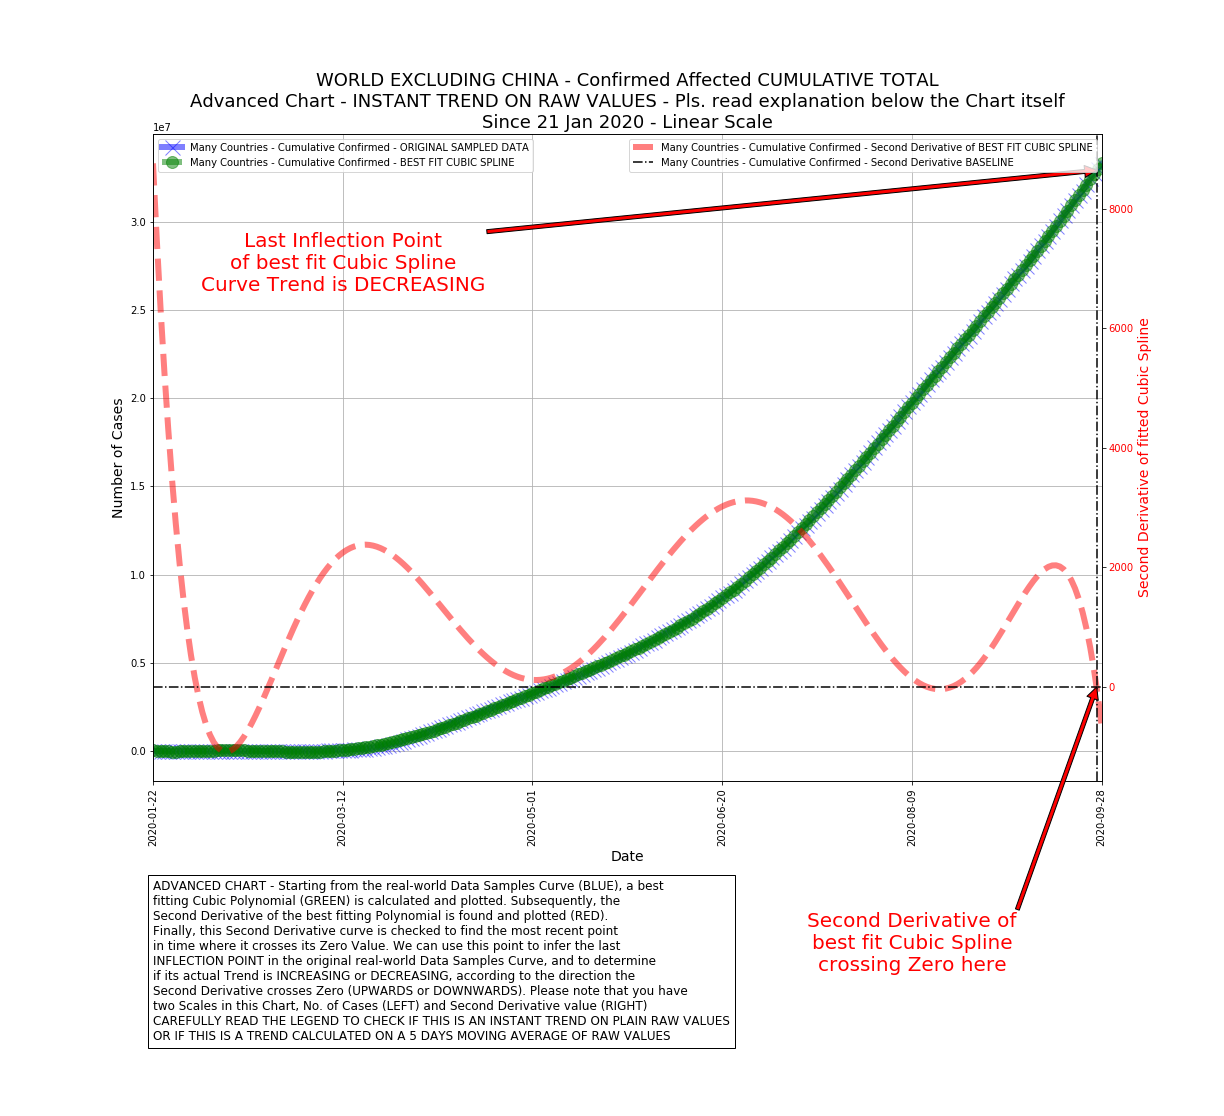 WORLD EXCLUDING CHINA - Confirmed Affected CUMULATIVE TOTAL
Advanced Chart - INSTANT TREND ON RAW VALUES - Pls. read explanation below the Chart itself
Since 21 Jan 2020 - Linear Scale
1e7
Many Countries - Cumulative Confirmed - ORIGINAL SAMPLED DATA
Many Countries - Cumulative Confirmed - BEST FIT CUBIC SPLINE
Many Countries - Cumulative Confirmed - Second Derivative of BEST FIT CUBIC SPLINE
Many Countries - Cumulative Confirmed - Second Derivative BASELINE
Last Inflection Point
of best fit Cubic Spline
Curve Trend is DECREASING
3.0
2.5
2.0
1.5
1.0
0.5
0.0
Number of Cases
8000
6000
4000
2000
0
Second Derivative of fitted Cubic Spline
2020-01-22
2020-03-12
2020-05-01
2020-06-20
2020-08-09
2020-09-28
Date
ADVANCED CHART - Starting from the real-world Data Samples Curve (BLUE), a best
fitting Cubic Polynomial (GREEN) is calculated and plotted. Subsequently, the
Second Derivative of the best fitting Polynomial is found and plotted (RED).
Finally, this Second Derivative curve is checked to find the most recent point
in time where it crosses its Zero Value. We can use this point to infer the last
INFLECTION POINT in the original real-world Data Samples Curve, and to determine
if its actual Trend is INCREASING or DECREASING, according to the direction the
Second Derivative crosses Zero (UPWARDS or DOWNWARDS). Please note that you have
two Scales in this Chart, No. of Cases (LEFT) and Second Derivative value (RIGHT)
CAREFULLY READ THE LEGEND TO CHECK IF THIS IS AN INSTANT TREND ON PLAIN RAW VALUES
OR IF THIS IS A TREND CALCULATED ON A 5 DAYS MOVING AVERAGE OF RAW VALUES
Second Derivative of
best fit Cubic Spline
crossing Zero here